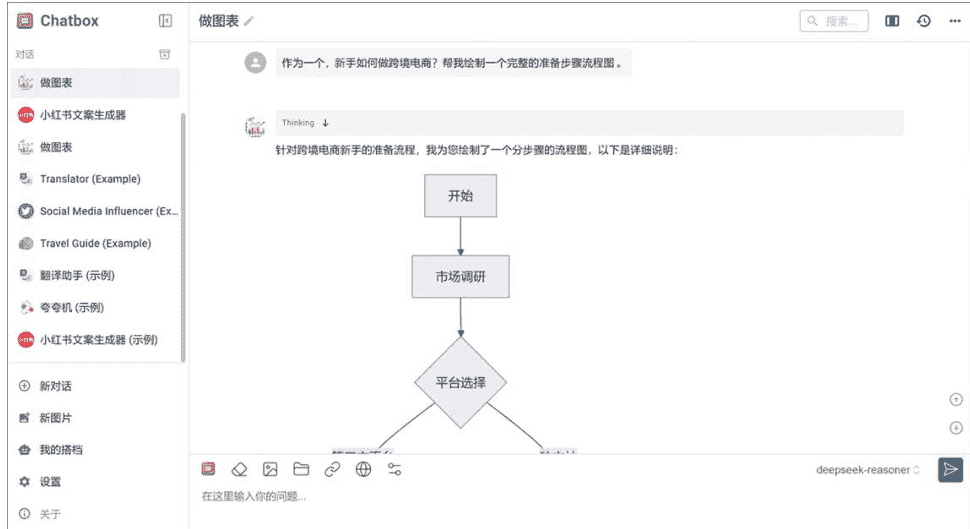 Chatbox
对话
做图表
小红书文案生成器
做图表
Translator (Example)
Social Media Influencer (Ex...
Travel Guide (Example)
翻译助手 (示例)
夸夸机 (示例)
小红书文案生成器 (示例)
新对话
新图片
我的搭档
设置
关于
做图表
搜索...
作为一个，新手如何做跨境电商？帮我绘制一个完整的准备步骤流程图。
Thinking ↓
针对跨境电商新手的准备流程，我为您绘制了一个分步骤的流程图，以下是详细说明：
开始
市场调研
平台选择
deepseek-reasoner
在这里输入你的问题...